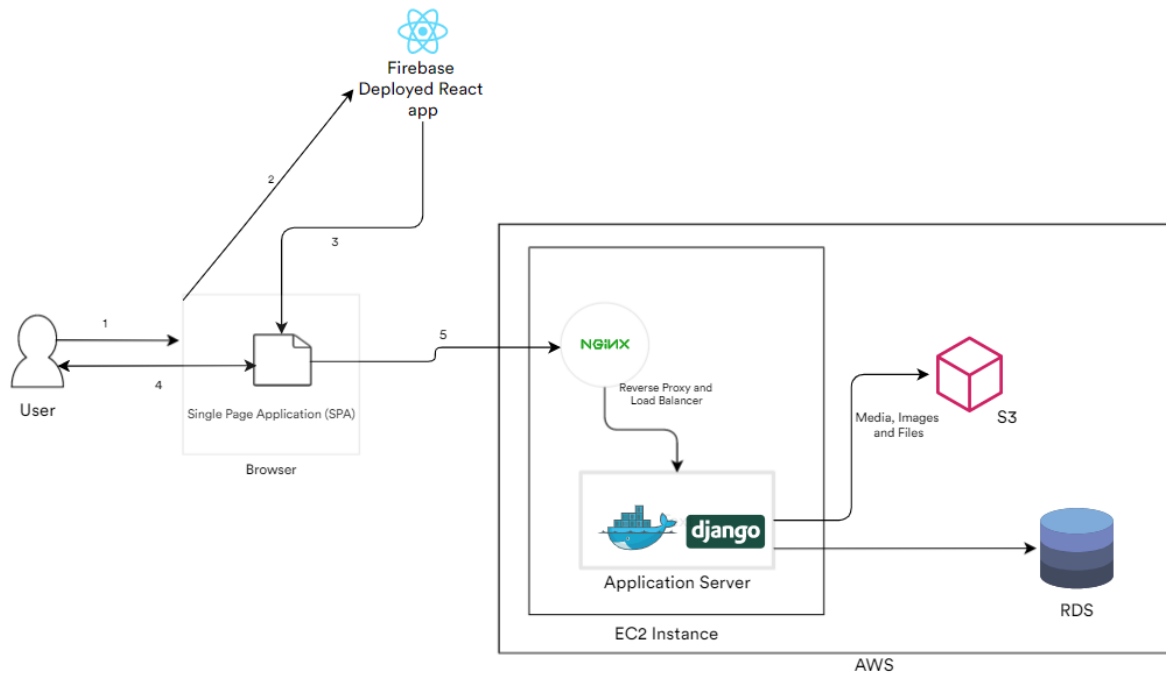 Firebase
Deployed React
app
2
3
1
5
NGiNX
4
Reverse Proxy and
Load Balancer
User
Single Page Application (SPA)
Media, Images
and Files
S3
Browser
django
Application Server
RDS
EC2 Instance
AWS